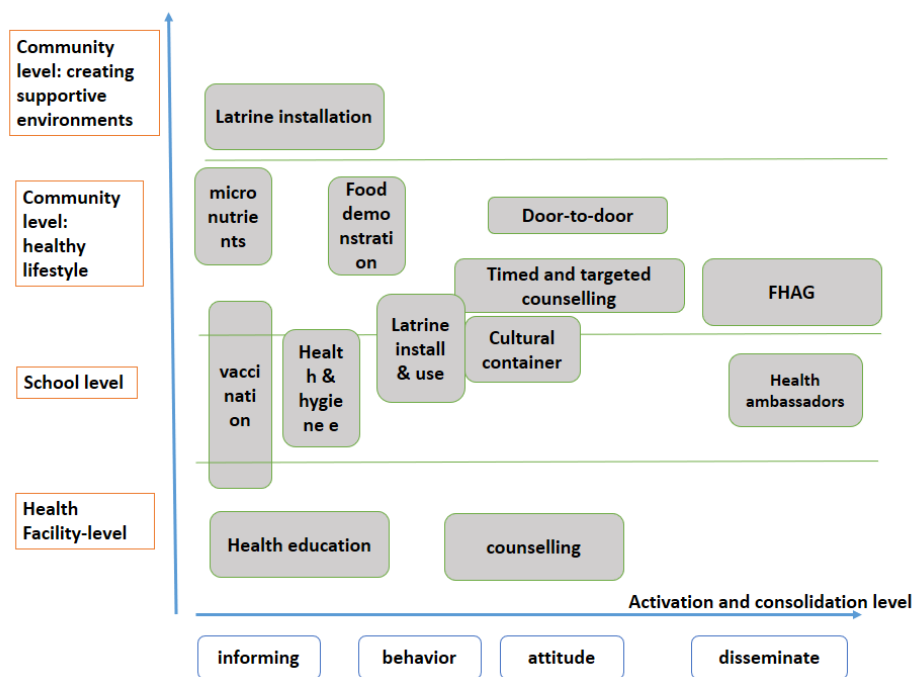 Community
level: creating
supportive
environments
Latrine installation
Community
level:
healthy
lifestyle
micro
nutrie
nts
Food
demo
nstrati
on
Door-to-door
Timed and targeted
counselling
FHAG
School level
vacci
nati
on
Healt
h &
hygie
ne e
Latrine
install
& use
Cultural
container
Health
ambassadors
Health
Facility-level
Health education
counselling
Activation and consolidation level
informing
behavior
attitude
disseminate